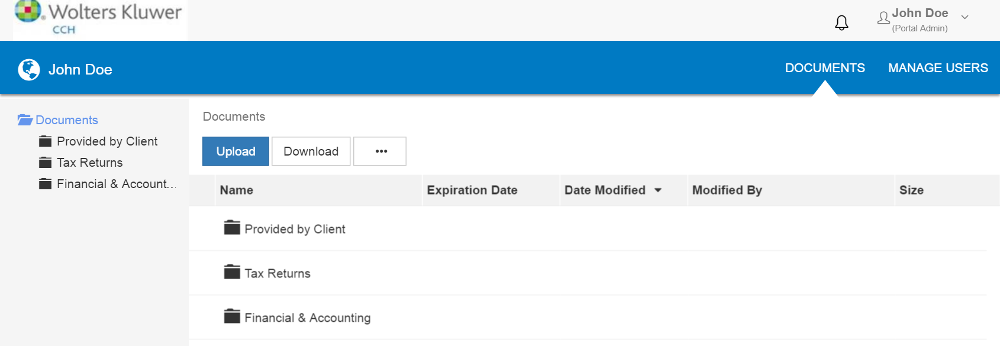 Wolters Kluwer
CCH
John Doe
(Portal Admin)
John Doe
DOCUMENTS
MANAGE USERS
Documents
Provided by Client
Tax Returns
Financial & Account...
Documents
Upload
Download
•••
Name
Expiration Date
Date Modified
Modified By
Size
Provided by Client
Tax Returns
Financial & Accounting